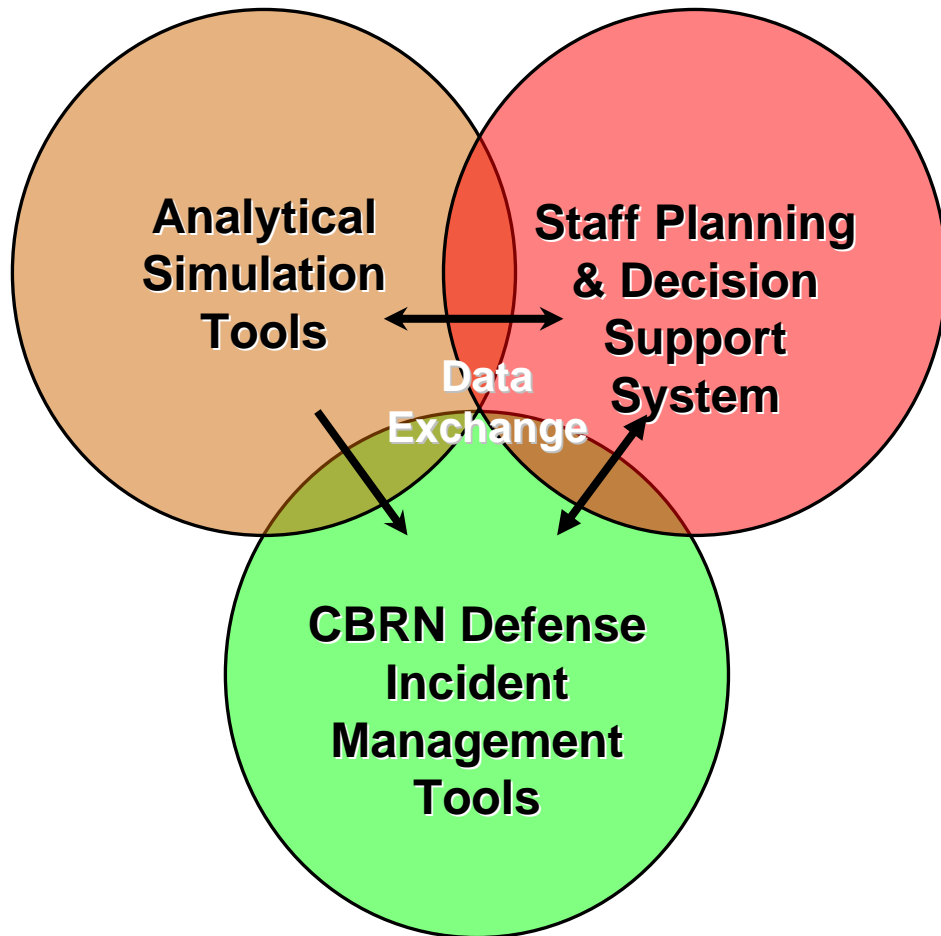 Analytical
Simulation
Tools
Staff Planning
& Decision
Support
System
Data
Exchange
CBRN Defense
Incident
Management
Tools